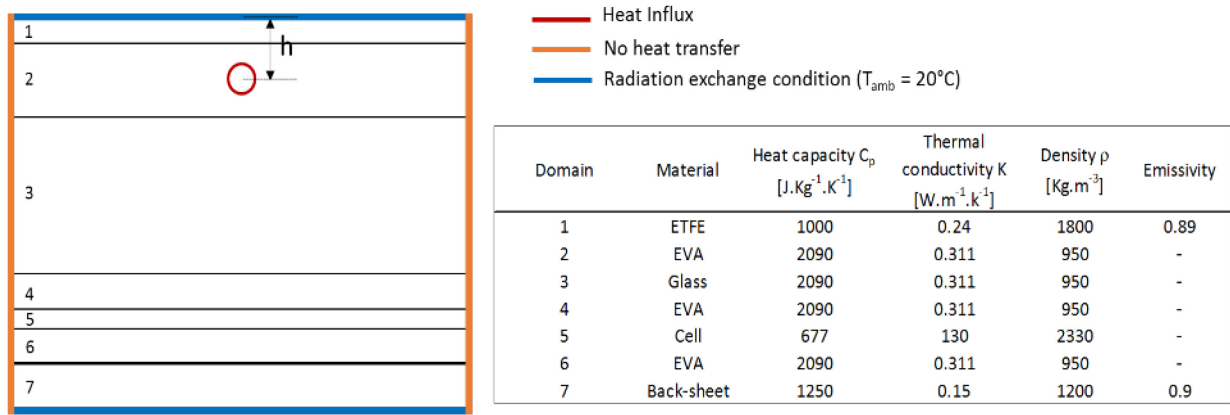 1
h
2
3
4
5
6
7
Heat Influx
No heat transfer
Radiation exchange condition (T_amb = 20°C)
Domain Material Heat capacity C_p [J.Kg⁻¹.K⁻¹] Thermal conductivity K [W.m⁻¹.k⁻¹] Density ρ [Kg.m⁻³] Emissivity
1 ETFE 1000 0.24 1800 0.89
2 EVA 2090 0.311 950 -
3 Glass 2090 0.311 950 -
4 EVA 2090 0.311 950 -
5 Cell 677 130 2330 -
6 EVA 2090 0.311 950 -
7 Back-sheet 1250 0.15 1200 0.9